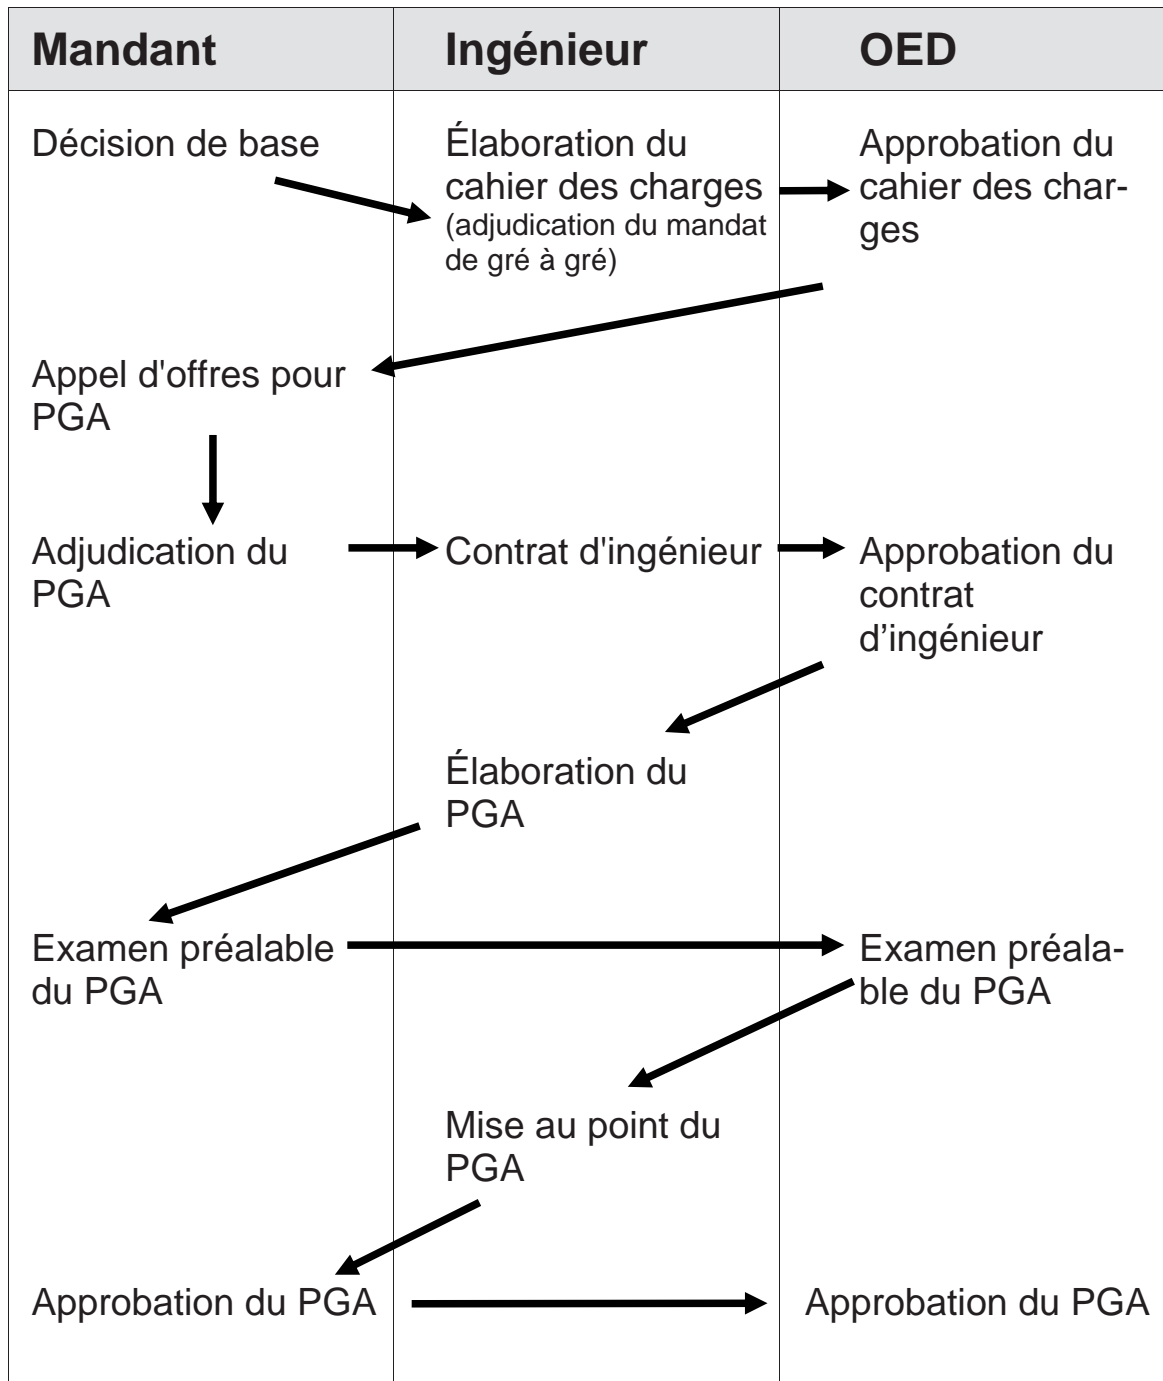 Mandant
Ingénieur
OED
Décision de base
Élaboration du
cahier des charges
(adjudication du mandat
de gré à gré)
Approbation du
cahier des char-
ges
Appel d'offres pour
PGA
Adjudication du
PGA
Contrat d'ingénieur
Approbation du
contrat
d’ingénieur
Élaboration du
PGA
Examen préalable
du PGA
Examen préala-
ble du PGA
Mise au point du
PGA
Approbation du PGA
Approbation du PGA